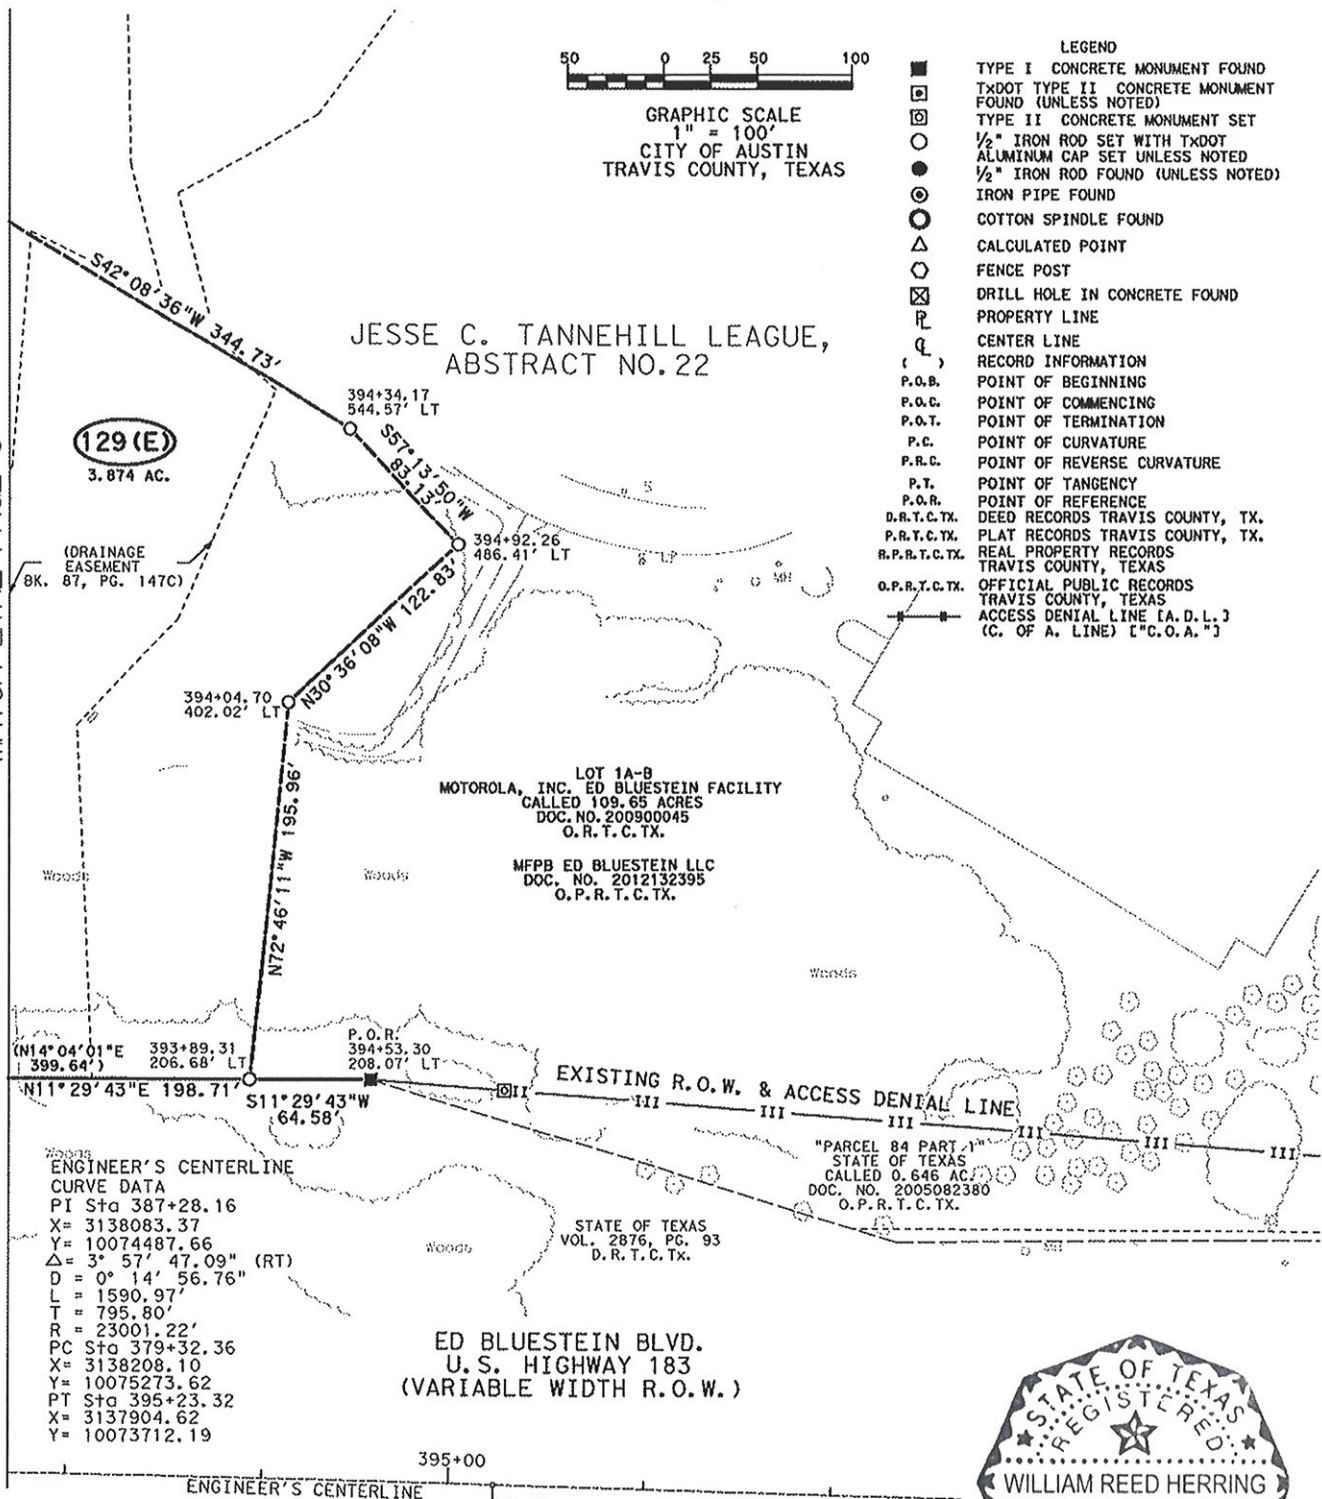 50 0 25 50 100
GRAPHIC SCALE
1" = 100'
CITY OF AUSTIN
TRAVIS COUNTY, TEXAS
LEGEND
TYPE I CONCRETE MONUMENT FOUND
TxDOT TYPE II CONCRETE MONUMENT
FOUND (UNLESS NOTED)
TYPE II CONCRETE MONUMENT SET
½" IRON ROD SET WITH TxDOT
ALUMINUM CAP SET UNLESS NOTED
½" IRON ROD FOUND (UNLESS NOTED)
IRON PIPE FOUND
COTTON SPINDLE FOUND
CALCULATED POINT
FENCE POST
DRILL HOLE IN CONCRETE FOUND
PROPERTY LINE
CENTER LINE
( ) RECORD INFORMATION
P.O.B. POINT OF BEGINNING
P.O.C. POINT OF COMMENCING
P.O.T. POINT OF TERMINATION
P.C. POINT OF CURVATURE
P.R.C. POINT OF REVERSE CURVATURE
P.T. POINT OF TANGENCY
P.O.R. POINT OF REFERENCE
D.R.T.C.TX. DEED RECORDS TRAVIS COUNTY, TX.
P.R.T.C.TX. PLAT RECORDS TRAVIS COUNTY, TX.
R.P.R.T.C.TX. REAL PROPERTY RECORDS
TRAVIS COUNTY, TEXAS
O.P.R.T.C.TX. OFFICIAL PUBLIC RECORDS
TRAVIS COUNTY, TEXAS
ACCESS DENIAL LINE [A.D.L.]
(C. OF A. LINE) ["C.O.A."]
S42°08'36"W 344.73'
JESSE C. TANNEHILL LEAGUE,
ABSTRACT NO.22
394+34.17
544.57' LT
129(E)
3.874 AC.
S57°13'50"W
83.13'
394+92.26
486.41' LT
(DRAINAGE
EASEMENT
BK. 87, PG. 147C)
N30°36'08"W 122.83'
394+04.70
402.02' LT
N72°46'11"W 195.96'
LOT 1A-B
MOTOROLA, INC. ED BLUESTEIN FACILITY
CALLED 109.65 ACRES
DOC. NO. 200900045
O.R.T.C.TX.
MFPB ED BLUESTEIN LLC
DOC. NO. 2012132395
O.P.R.T.C.TX.
Woods
Woods
Woods
(N14°04'01"E
399.64')
393+89.31
206.68' LT
P.O.R.
394+53.30
208.07' LT
N11°29'43"E 198.71'
S11°29'43"W
64.58'
II
EXISTING R.O.W. & ACCESS DENIAL LINE
III III III III III III
"PARCEL 84 PART 1"
STATE OF TEXAS
CALLED 0.646 AC.
DOC. NO. 2005082380
O.P.R.T.C.TX.
Woods
ENGINEER'S CENTERLINE
CURVE DATA
PI Sta 387+28.16
X= 3138083.37
Y= 10074487.66
Δ= 3° 57' 47.09" (RT)
D = 0° 14' 56.76"
L = 1590.97'
T = 795.80'
R = 23001.22'
PC Sta 379+32.36
X= 3138208.10
Y= 10075273.62
PT Sta 395+23.32
X= 3137904.62
Y= 10073712.19
Woods
STATE OF TEXAS
VOL. 2876, PG. 93
D.R.T.C.Tx.
MH
ED BLUESTEIN BLVD.
U.S. HIGHWAY 183
(VARIABLE WIDTH R.O.W.)
395+00
ENGINEER'S CENTERLINE
STATE OF TEXAS
REGISTERED
WILLIAM REED HERRING